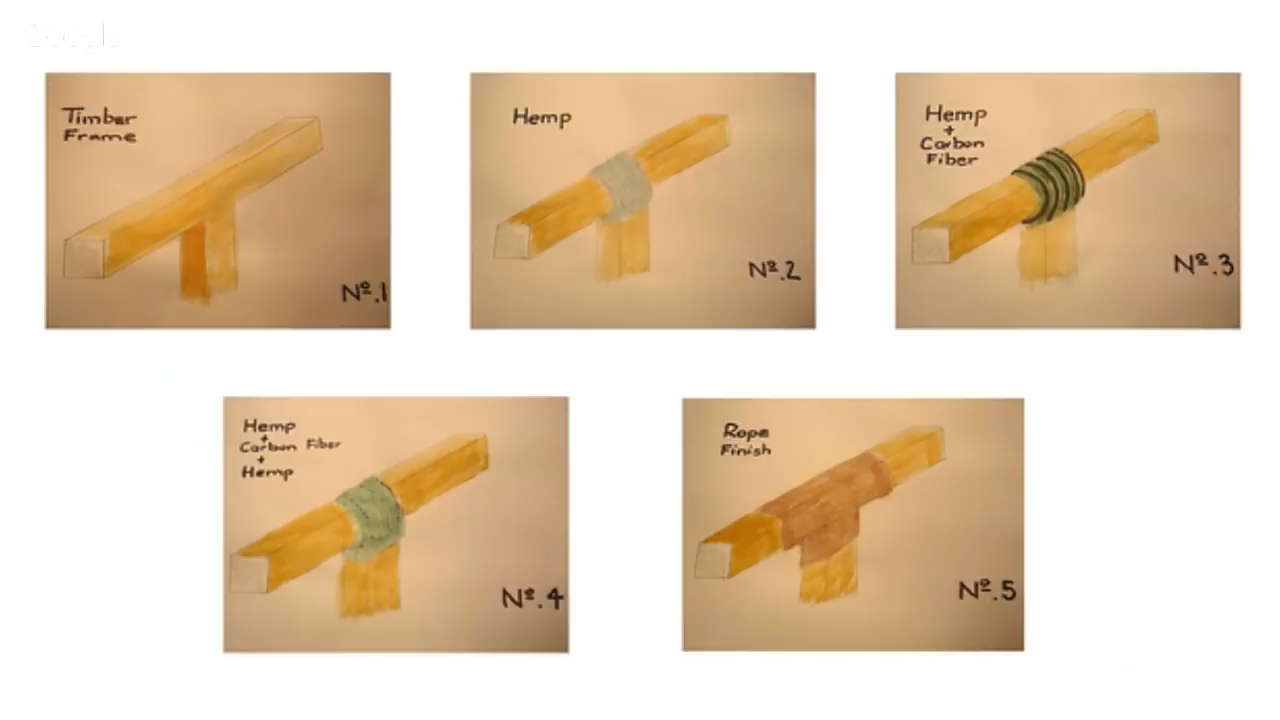 Timber
Frame
Nº.1
Hemp
Nº.2
Hemp
+
Carbon
Fiber
Nº.3
Hemp
+
Carbon Fiber
+
Hemp
Nº.4
Rope
Finish
Nº.5